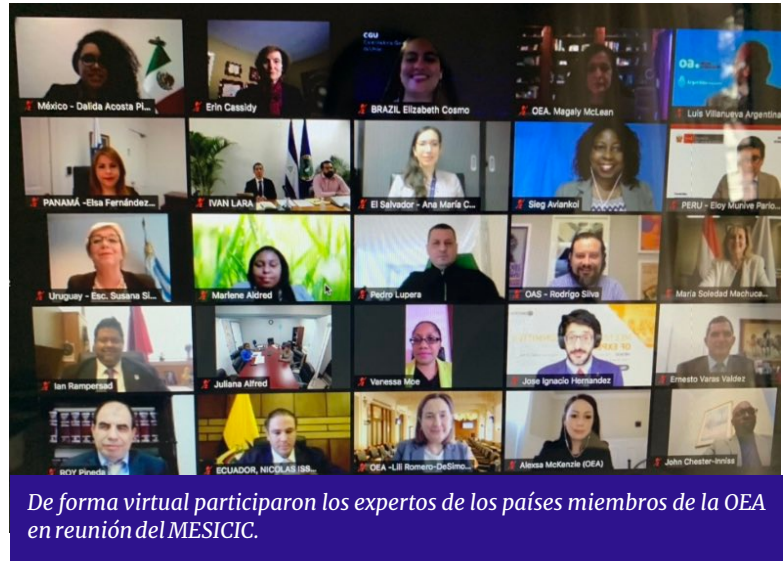 México - Dalida Acosta Pi...
Erin Cassidy
CGU
BRAZIL Elizabeth Cosmo
OEA. Magaly McLean
oea
Luis Villanueva Argentina
PANAMÁ -Elsa Fernández...
IVAN LARA
El Salvador - Ana María C...
Sieg Aviankoi
PERU - Eloy Munive Pario...
Uruguay - Esc. Susana Si...
Marlene Aldred
Pedro Lupera
OAS - Rodrigo Silva
María Soledad Machuca...
Ian Rampersad
Juliana Alfred
Vanessa Moe
Jose Ignacio Hernandez
Ernesto Varas Valdez
ROY Pineda
ECUADOR, NICOLAS ISS...
OEA -Lili Romero-DeSimo...
Alexsa McKenzie (OEA)
John Chester-Inniss
De forma virtual participaron los expertos de los países miembros de la OEA
en reunión del MESICIC.